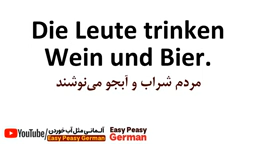 Die Leute trinken
Wein und Bier.
مردم شراب و آبجو می‌نوشند
YouTube/آلمانی مثل آب خوردن Easy Peasy
Easy Peasy German German